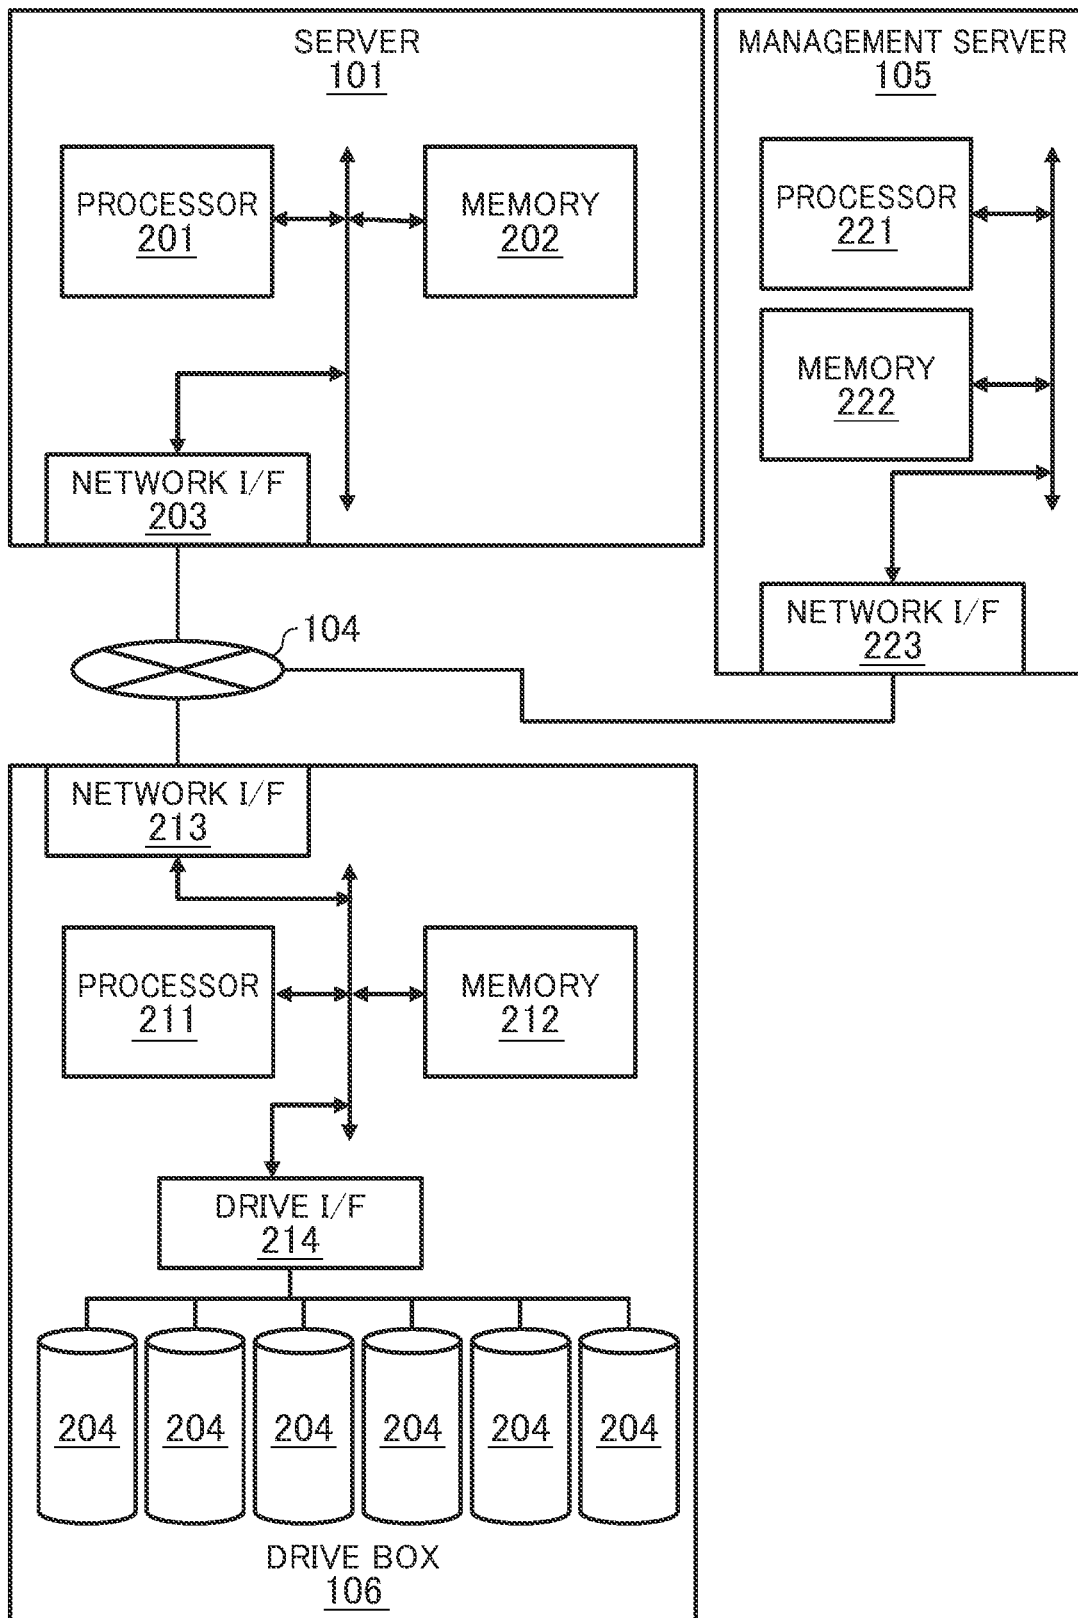 SERVER
101
PROCESSOR
201
MEMORY
202
NETWORK I/F
203
MANAGEMENT SERVER
105
PROCESSOR
221
MEMORY
222
NETWORK I/F
223
104
NETWORK I/F
213
PROCESSOR
211
MEMORY
212
DRIVE I/F
214
204 204 204 204 204 204
DRIVE BOX
106